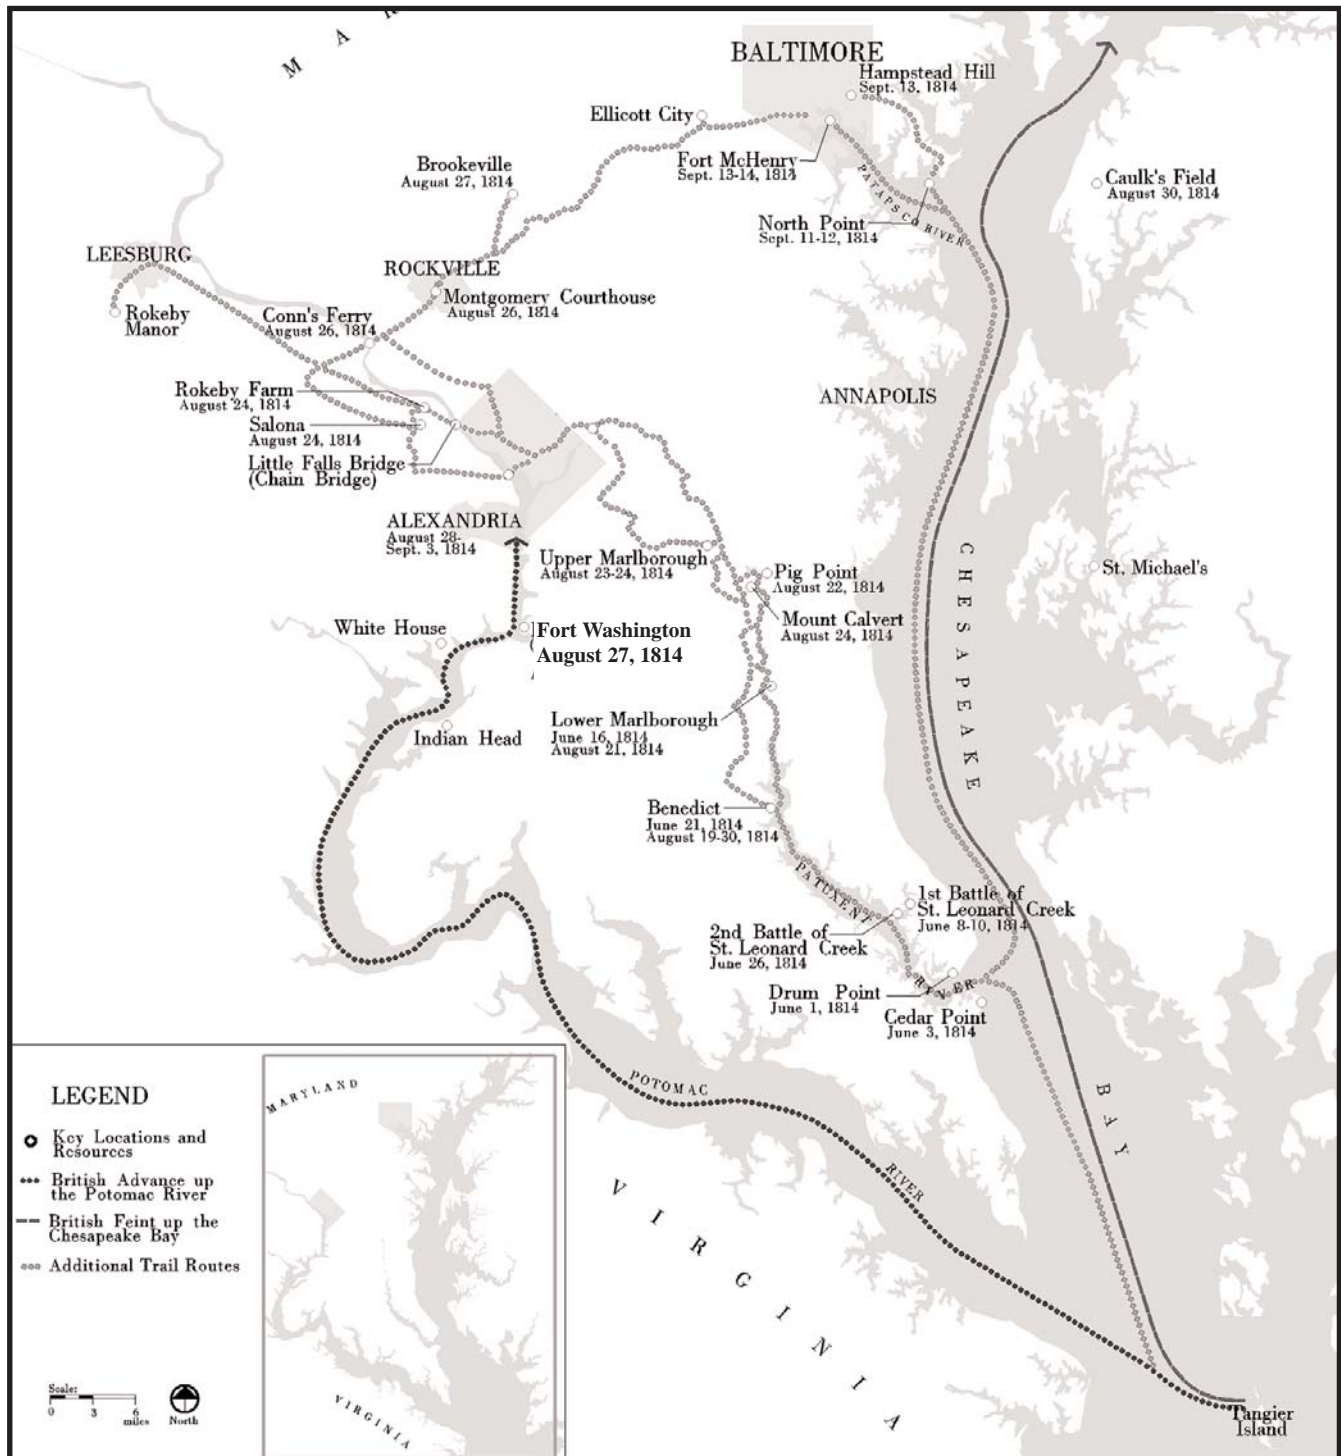 M A R
BALTIMORE
Hampstead Hill
Sept. 13, 1814
Ellicott City
Fort McHenry
Sept. 13-14, 1814
Brookeville
August 27, 1814
Caulk's Field
August 30, 1814
PATAPSCO RIVER
North Point
Sept. 11-12, 1814
LEESBURG
ROCKVILLE
Montgomery Courthouse
August 26, 1814
Rokeby
Manor
Conn's Ferry
August 26, 1814
Rokeby Farm
August 24, 1814
Salona
August 24, 1814
Little Falls Bridge
(Chain Bridge)
ANNAPOLIS
ALEXANDRIA
August 28-
Sept. 3, 1814
Upper Marlborough
August 23-24, 1814
Pig Point
August 22, 1814
St. Michael's
Mount Calvert
August 24, 1814
White House
Fort Washington
August 27, 1814
CHESAPEAKE
Lower Marlborough
June 16, 1814
August 21, 1814
Indian Head
Benedict
June 21, 1814
August 19-30, 1814
PATUXENT
1st Battle of
St. Leonard Creek
June 8-10, 1814
2nd Battle of
St. Leonard Creek
June 26, 1814
RIVER
Drum Point
June 1, 1814
Cedar Point
June 3, 1814
BAY
POTOMAC
RIVER
VIRGINIA
Tangier
Island
LEGEND
Key Locations and
Resources
British Advance up
the Potomac River
British Feint up the
Chesapeake Bay
Additional Trail Routes
Scale:
0 3 6
miles
North
MARYLAND
VIRGINIA